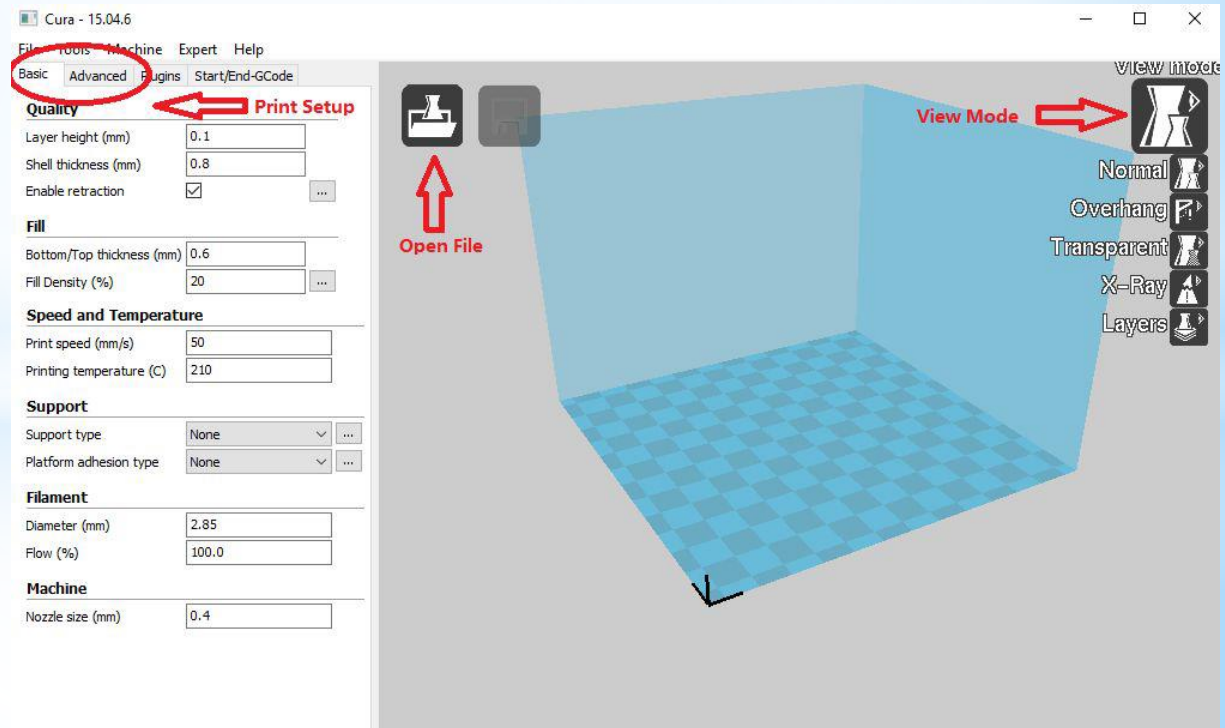 Cura - 15.04.6
File Tools Machine Expert Help
Basic Advanced Plugins Start/End-GCode
Quality
Print Setup
Layer height (mm) 0.1
Shell thickness (mm) 0.8
Enable retraction ...
Fill
Bottom/Top thickness (mm) 0.6
Fill Density (%) 20 ...
Speed and Temperature
Print speed (mm/s) 50
Printing temperature (C) 210
Support
Support type None ...
Platform adhesion type None ...
Filament
Diameter (mm) 2.85
Flow (%) 100.0
Machine
Nozzle size (mm) 0.4
Open File
View mode
View Mode
Normal
Overhang
Transparent
X-Ray
Layers